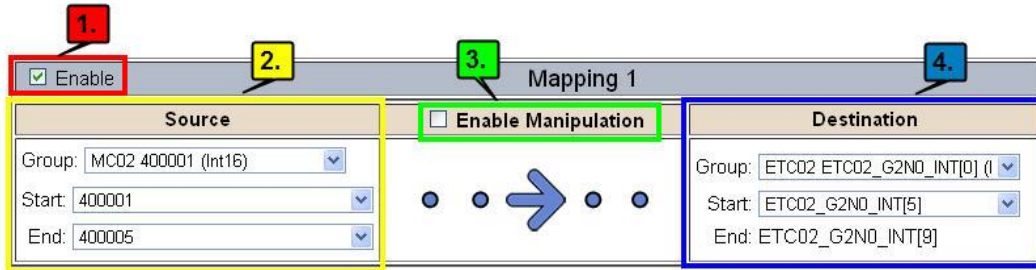 1.
2.
3.
4.
Enable
Mapping 1
Source
Enable Manipulation
Destination
Group: MC02 400001 (Int16)
Start: 400001
End: 400005
Group: ETC02 ETC02_G2N0_INT[0] (I
Start: ETC02_G2N0_INT[5]
End: ETC02_G2N0_INT[9]